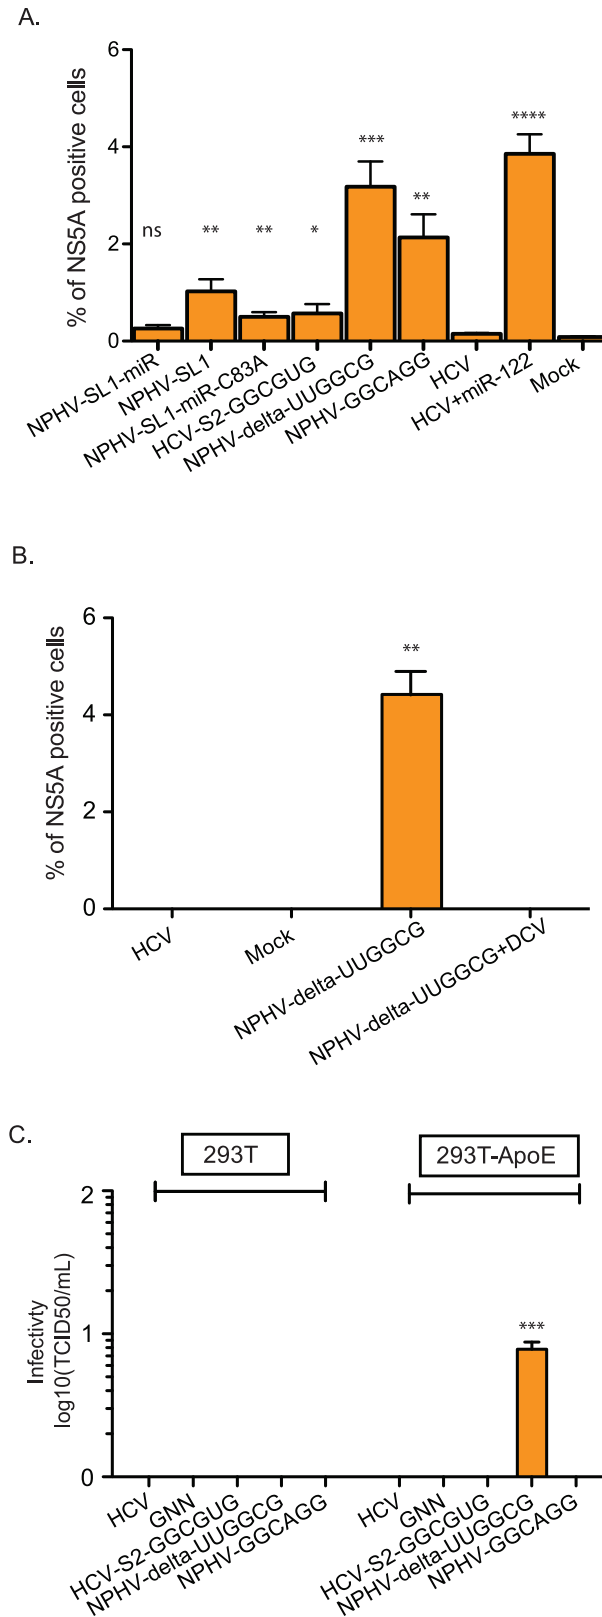 A.
% of NS5A positive cells
6
4
2
0
ns
**
**
*
***
**
****
NPHV-SL1-miR
NPHV-SL1
NPHV-SL1-miR-C83A
HCV-S2-GGCGUG
NPHV-delta-UUGGCG
NPHV-GGCAGG
HCV
HCV+miR-122
Mock
B.
% of NS5A positive cells
6
4
2
0
**
HCV
Mock
NPHV-delta-UUGGCG
NPHV-delta-UUGGCG+DCV
C.
293T
293T-ApoE
Infectivty
log10(TCID50/mL)
2
1
0
***
HCV
GNN
HCV-S2-GGCGUG
NPHV-delta-UUGGCG
NPHV-GGCAGG
HCV
GNN
HCV-S2-GGCGUG
NPHV-delta-UUGGCG
NPHV-GGCAGG